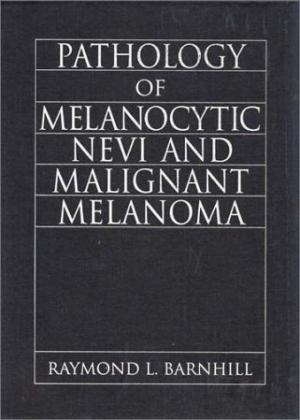 PATHOLOGY
OF
MELANOCYTIC
NEVI AND
MALIGNANT
MELANOMA
RAYMOND L. BARNHILL